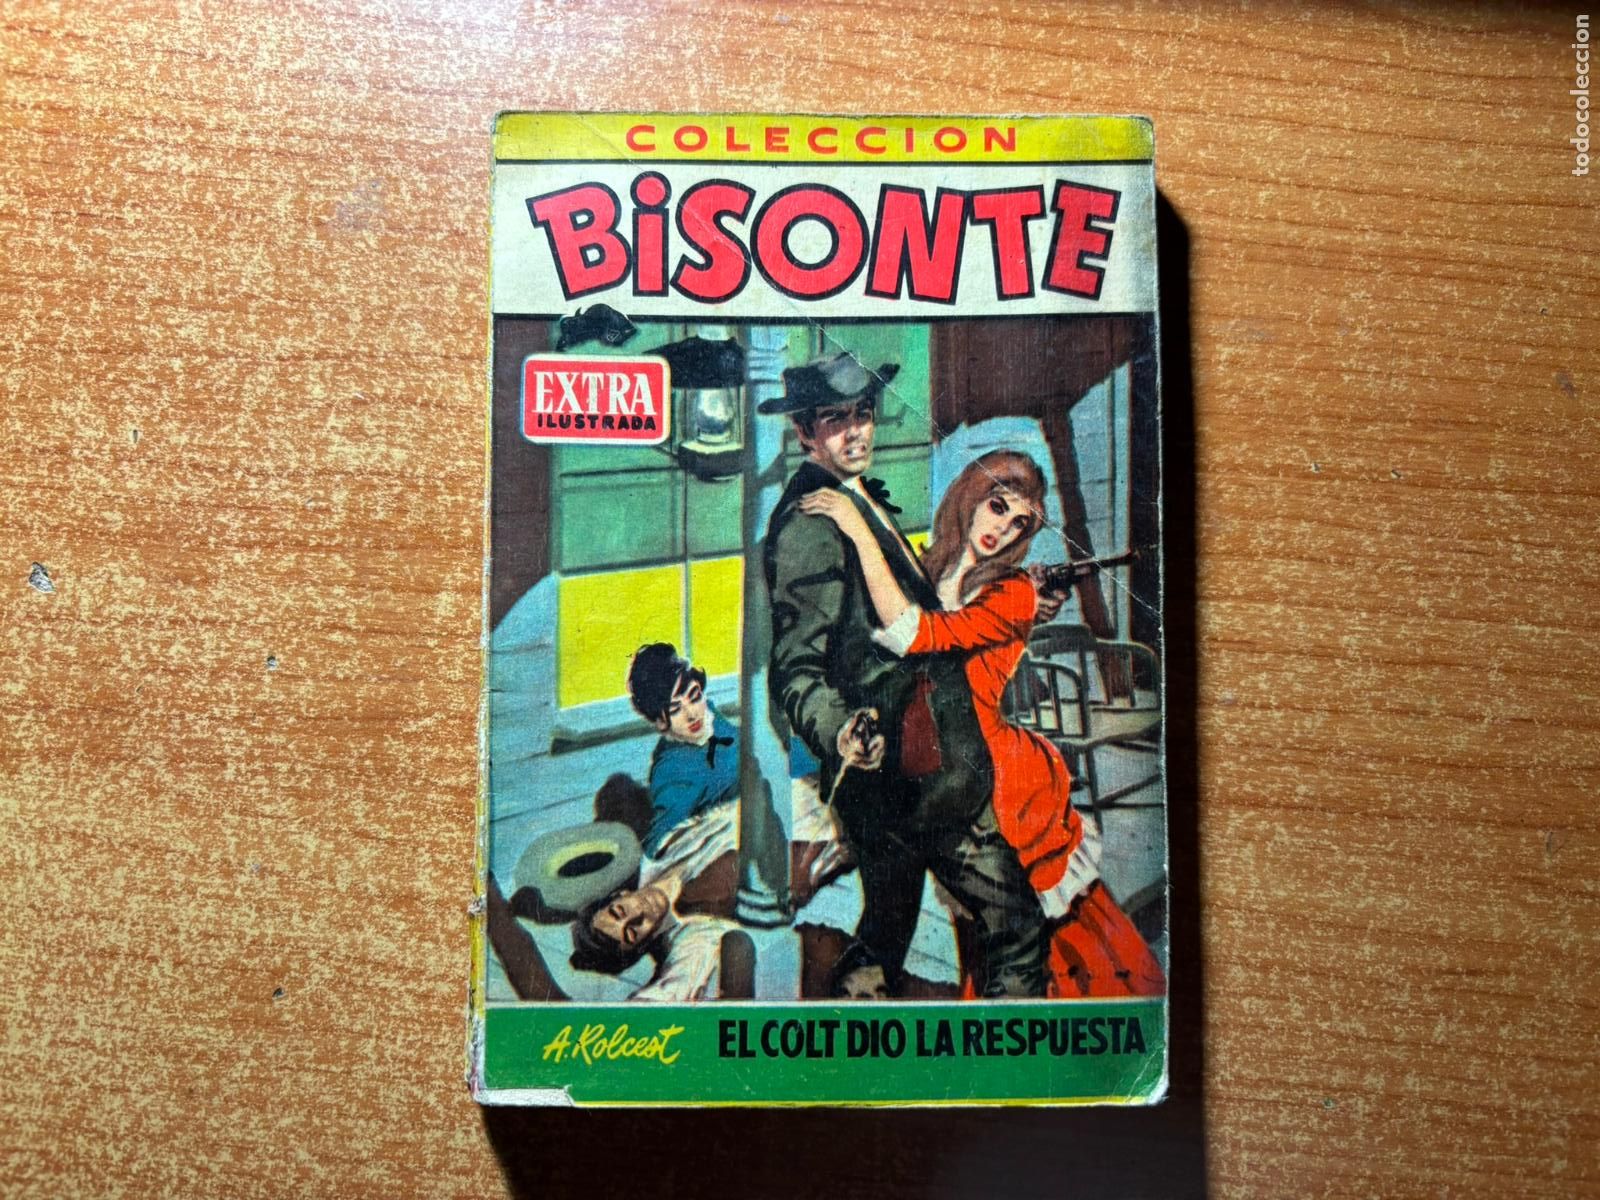 COLECCION
BiSONTE
EXTRA
ILUSTRADA
A. Rolcest
EL COLT DIO LA RESPUESTA
todocoleccion